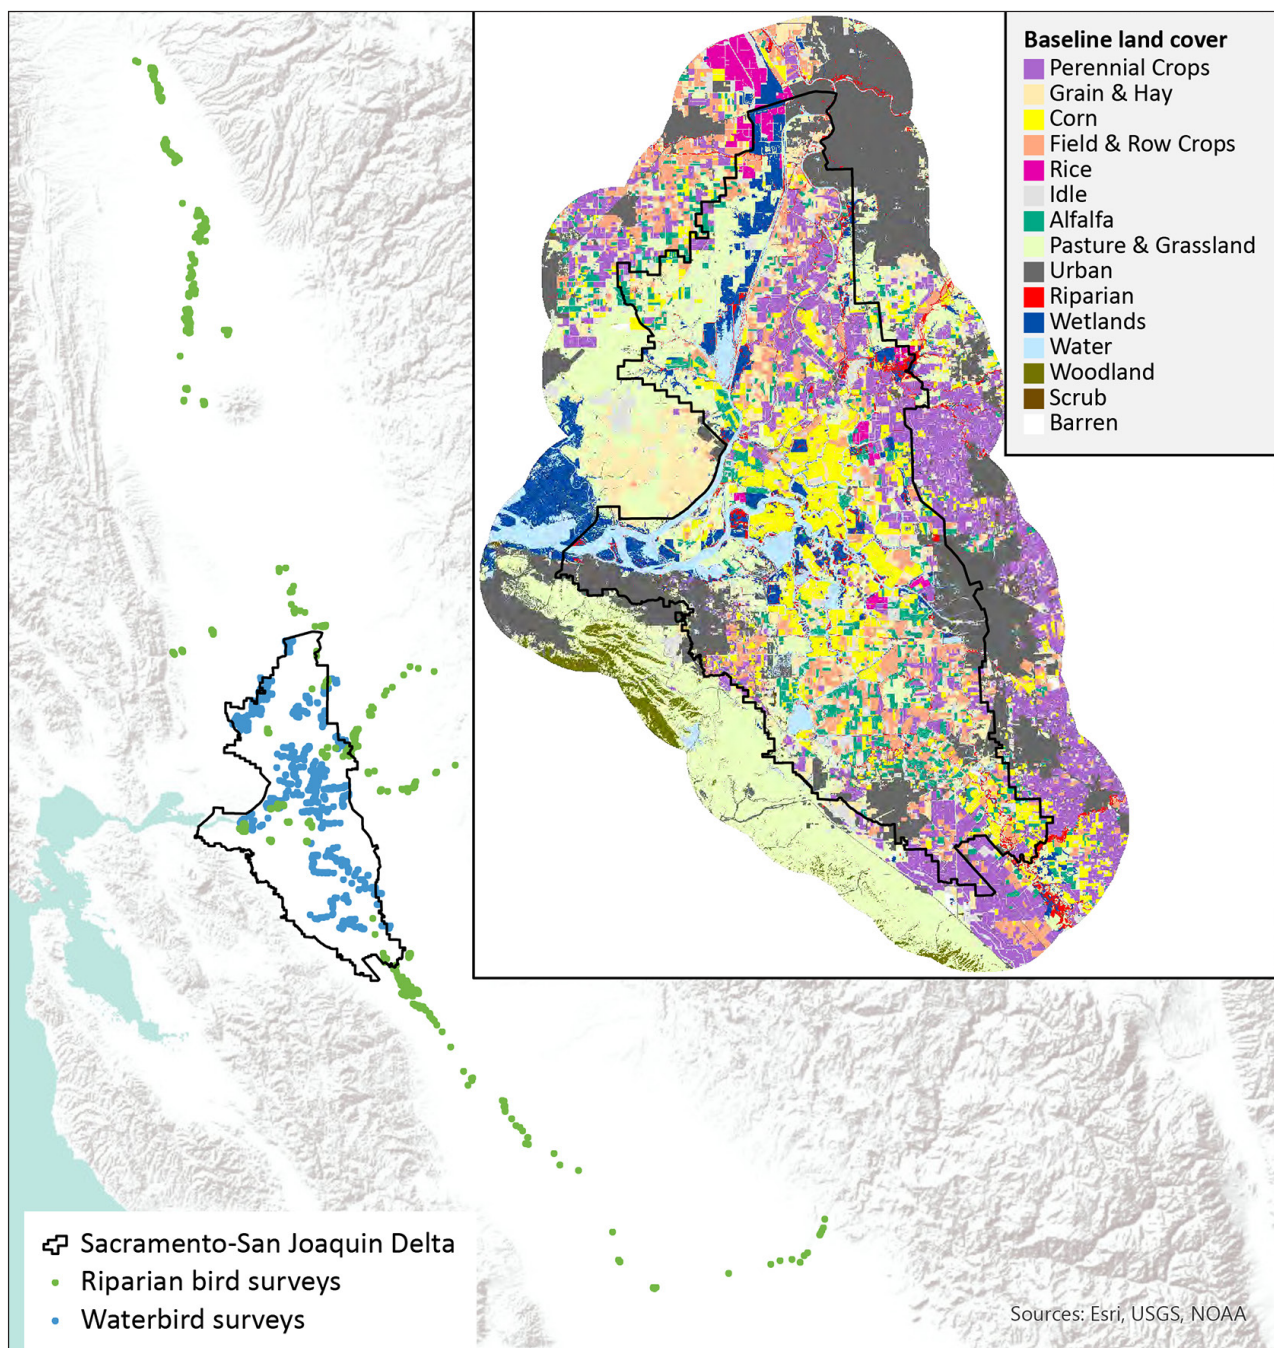 Baseline land cover
Perennial Crops
Grain & Hay
Corn
Field & Row Crops
Rice
Idle
Alfalfa
Pasture & Grassland
Urban
Riparian
Wetlands
Water
Woodland
Scrub
Barren
Sacramento-San Joaquin Delta
Riparian bird surveys
Waterbird surveys
Sources: Esri, USGS, NOAA